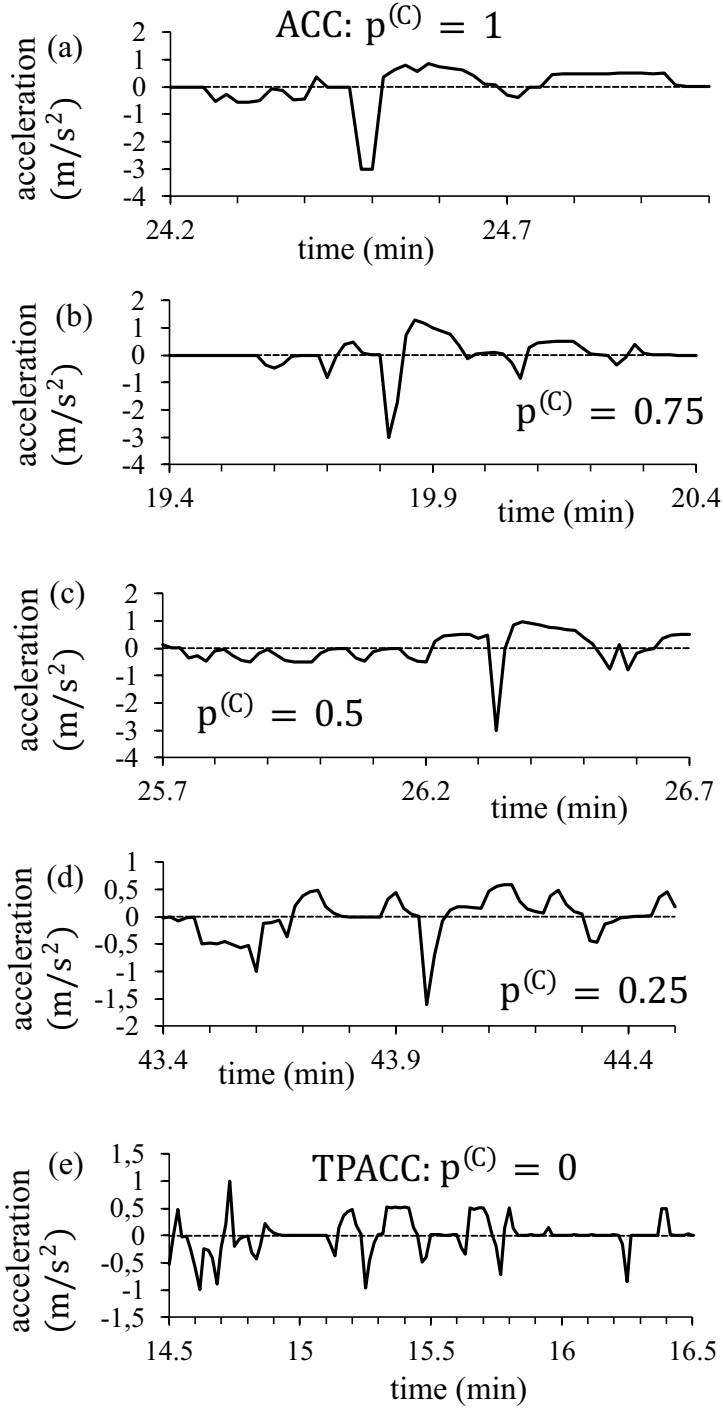 (a)
ACC: p(C) = 1
acceleration
(m/s2)
2
1
0
-1
-2
-3
-4
24.2
24.7
time (min)
(b)
acceleration
(m/s2)
2
1
0
-1
-2
-3
-4
p(C) = 0.75
19.4
19.9
20.4
time (min)
(c)
acceleration
(m/s2)
2
1
0
-1
-2
-3
-4
p(C) = 0.5
25.7
26.2
26.7
time (min)
(d)
acceleration
(m/s2)
1
0,5
0
-0,5
-1
-1,5
-2
p(C) = 0.25
43.4
43.9
44.4
time (min)
(e)
TPACC: p(C) = 0
acceleration
(m/s2)
1,5
1
0,5
0
-0,5
-1
-1,5
14.5
15
15.5
16
16.5
time (min)